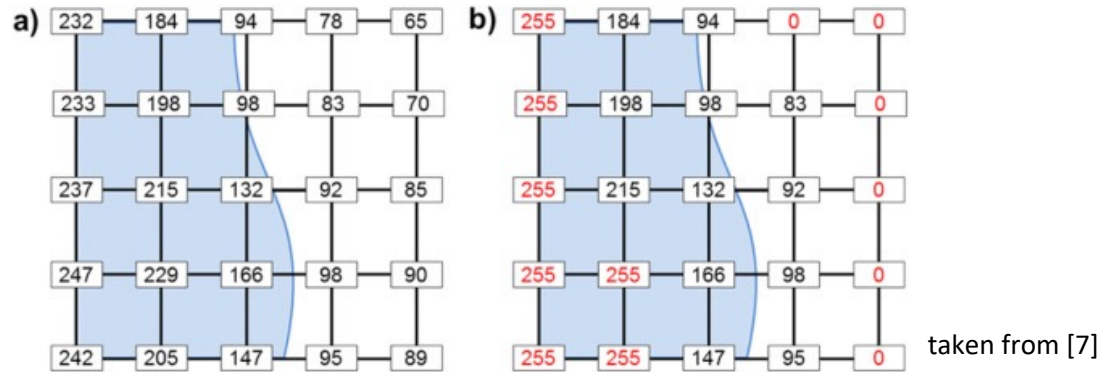 a) 232 184 94 78 65 b) 255 184 94 0 0
233 198 98 83 70 255 198 98 83 0
237 215 132 92 85 255 215 132 92 0
247 229 166 98 90 255 255 166 98 0
242 205 147 95 89 255 255 147 95 0
taken from [7]